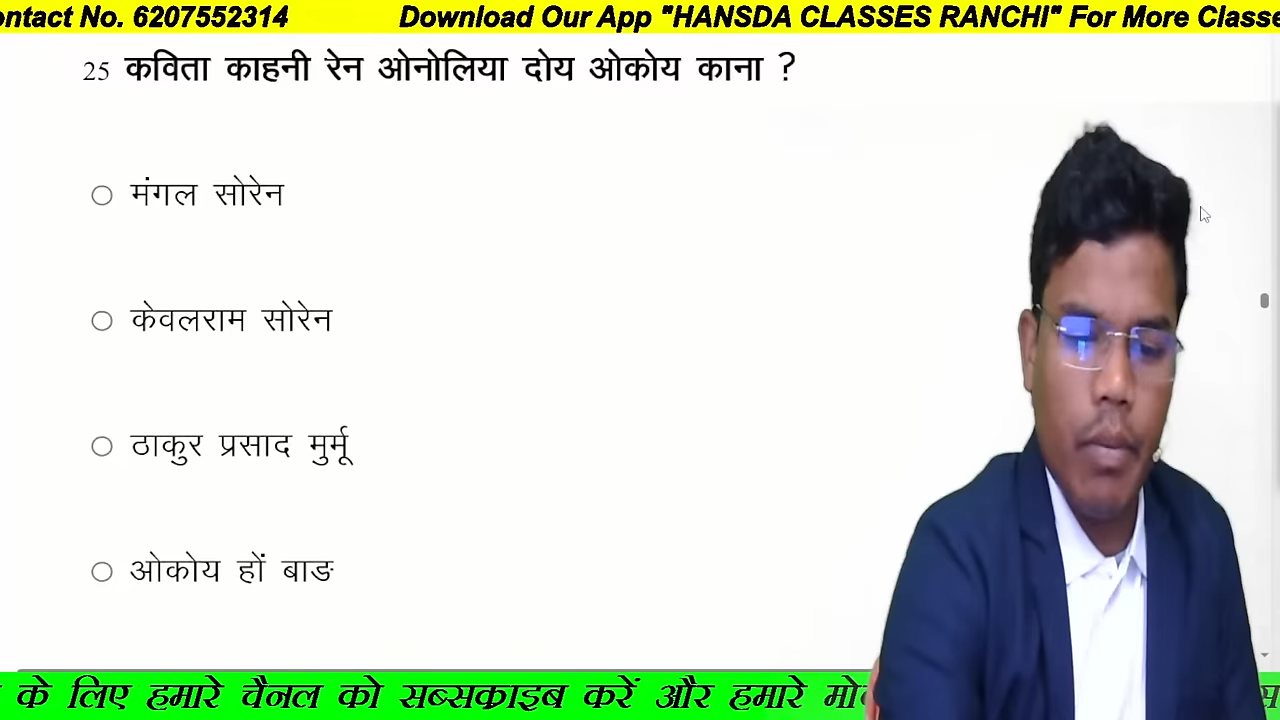 ontact No. 6207552314 Download Our App "HANSDA CLASSES RANCHI" For More Classe
25 कविता काहनी रेन ओनोलिया दोय ओकोय काना ?
मंगल सोरेन
केवलराम सोरेन
ठाकुर प्रसाद मुर्मू
ओकोय हों बाङ
के लिए हमारे चैनल को सब्सक्राइब करें और हमारे